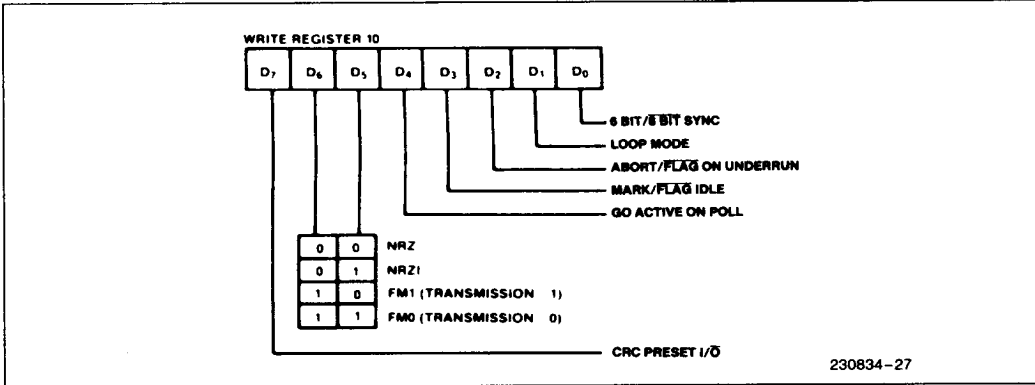 WRITE REGISTER 10
D7 D6 D5 D4 D3 D2 D1 D0
6 BIT/8 BIT SYNC
LOOP MODE
ABORT/FLAG ON UNDERRUN
MARK/FLAG IDLE
GO ACTIVE ON POLL
0 0 NRZ
0 1 NRZI
1 0 FM1 (TRANSMISSION 1)
1 1 FM0 (TRANSMISSION 0)
CRC PRESET I/O
230834-27